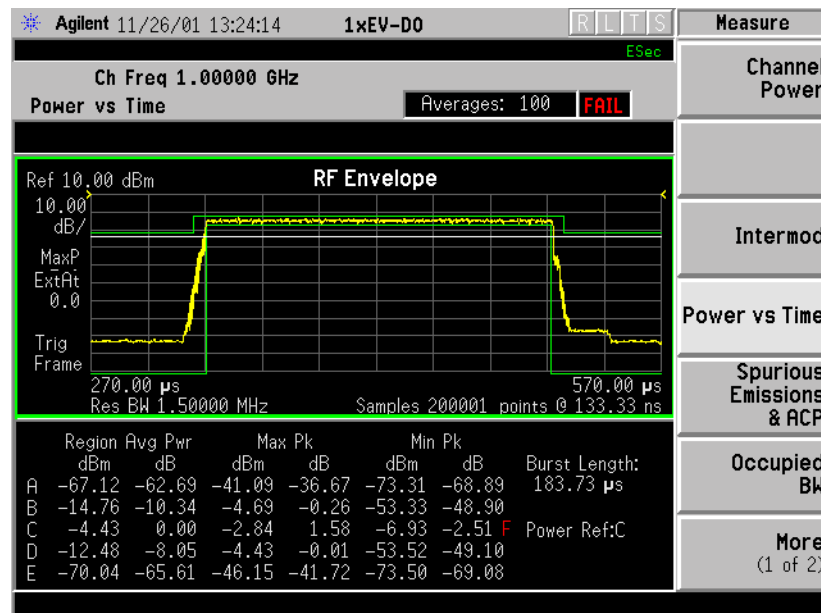 Agilent 11/26/01 13:24:14 1xEV-DO R L T S Measure
ESec
Ch Freq 1.00000 GHz
Power vs Time Averages: 100 FAIL
Channel Power
Ref 10.00 dBm RF Envelope
10.00 dB/
MaxP
ExtAt
0.0
Trig
Frame
270.00 µs 570.00 µs
Res BW 1.50000 MHz Samples 200001 points @ 133.33 ns
Intermod
Power vs Time
Spurious
Emissions
& ACP
Occupied
BW
More
(1 of 2)
Region Avg Pwr Max Pk Min Pk
dBm dB dBm dB dBm dB Burst Length:
A -67.12 -62.69 -41.09 -36.67 -73.31 -68.89 183.73 µs
B -14.76 -10.34 -4.69 -0.26 -53.33 -48.90
C -4.43 0.00 -2.84 1.58 -6.93 -2.51 F Power Ref:C
D -12.48 -8.05 -4.43 -0.01 -53.52 -49.10
E -70.04 -65.61 -46.15 -41.72 -73.50 -69.08